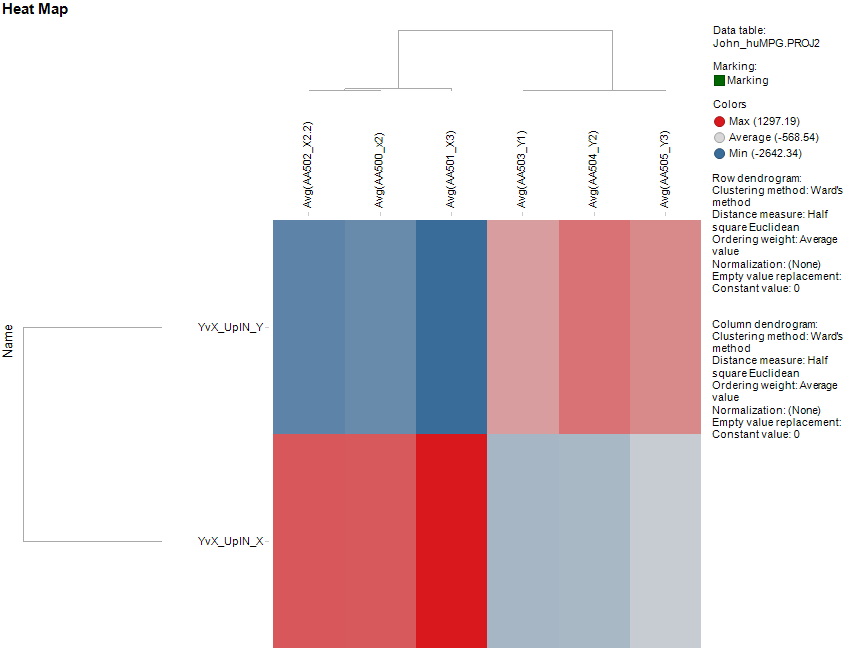 Heat Map
Data table:
John_huMPG.PROJ2
Marking:
Marking
Colors
Max (1297.19)
Average (-568.54)
Min (-2642.34)
Row dendrogram:
Clustering method: Ward's
method
Distance measure: Half
square Euclidean
Ordering weight: Average
value
Normalization: (None)
Empty value replacement:
Constant value: 0
Column dendrogram:
Clustering method: Ward's
method
Distance measure: Half
square Euclidean
Ordering weight: Average
value
Normalization: (None)
Empty value replacement:
Constant value: 0
Avg(AA502_X2.2)
Avg(AA500_x2)
Avg(AA501_X3)
Avg(AA503_Y1)
Avg(AA504_Y2)
Avg(AA505_Y3)
Name
YvX_UpIN_Y
YvX_UpIN_X